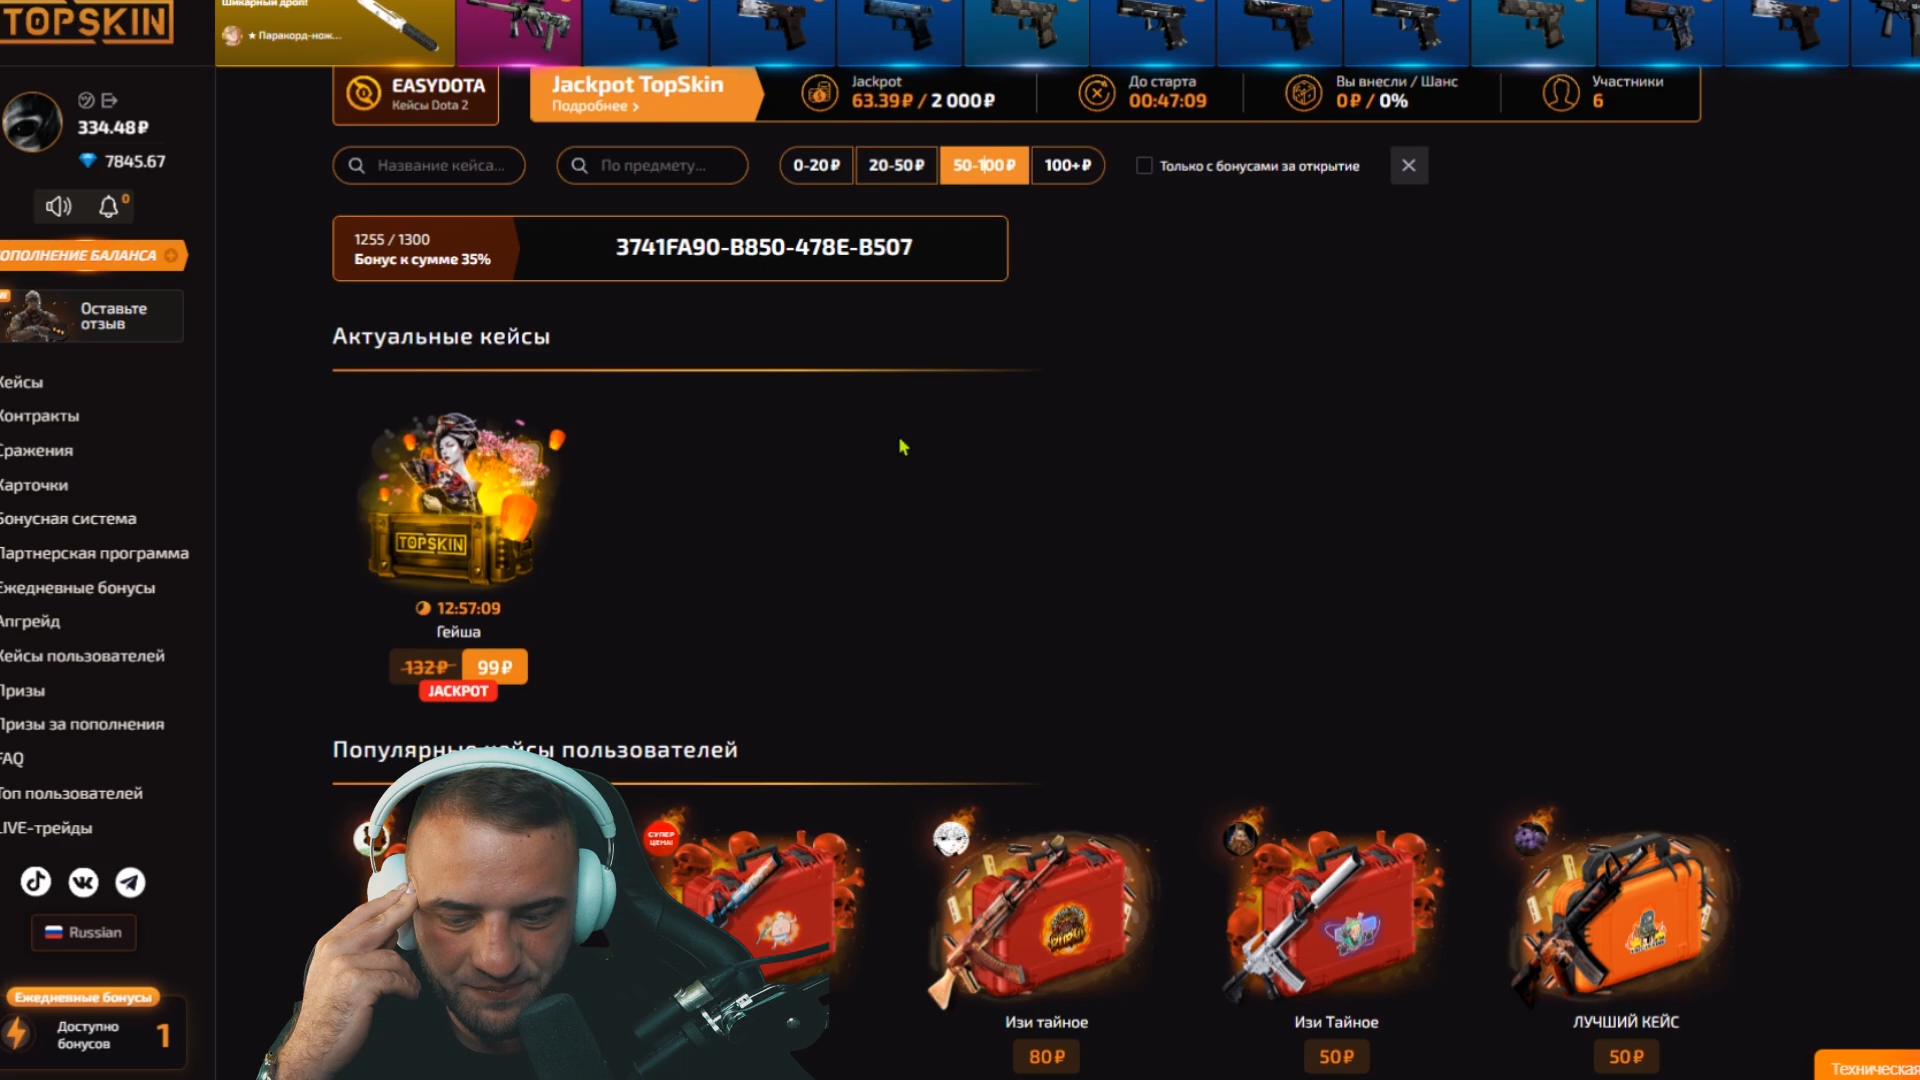 TOPSKIN
Шикарный дроп!
★ Паракорд-нож...
334.48₽
7845.67
0
ПОПОЛНЕНИЕ БАЛАНСА
Оставьте
отзыв
Кейсы
Контракты
Сражения
Карточки
Бонусная система
Партнерская программа
Ежедневные бонусы
Апгрейд
Кейсы пользователей
Призы
Призы за пополнения
FAQ
Топ пользователей
LIVE-трейды
Russian
Ежедневные бонусы
Доступно
бонусов
1
EASYDOTA
Кейсы Dota 2
Jackpot TopSkin
Подробнее >
Jackpot
63.39₽ / 2 000₽
До старта
00:47:09
Вы внесли / Шанс
0₽ / 0%
Участники
6
Название кейса...
По предмету...
0-20₽
20-50₽
50-100₽
100+₽
Только с бонусами за открытие
1255 / 1300
Бонус к сумме 35%
3741FA90-B850-478E-B507
Актуальные кейсы
TOPSKIN
12:57:09
Гейша
132₽
99₽
JACKPOT
Популярные кейсы пользователей
СУПЕР
ЦЕНА!
Изи тайное
80₽
Изи Тайное
50₽
ЛУЧШИЙ КЕЙС
50₽
Техническая